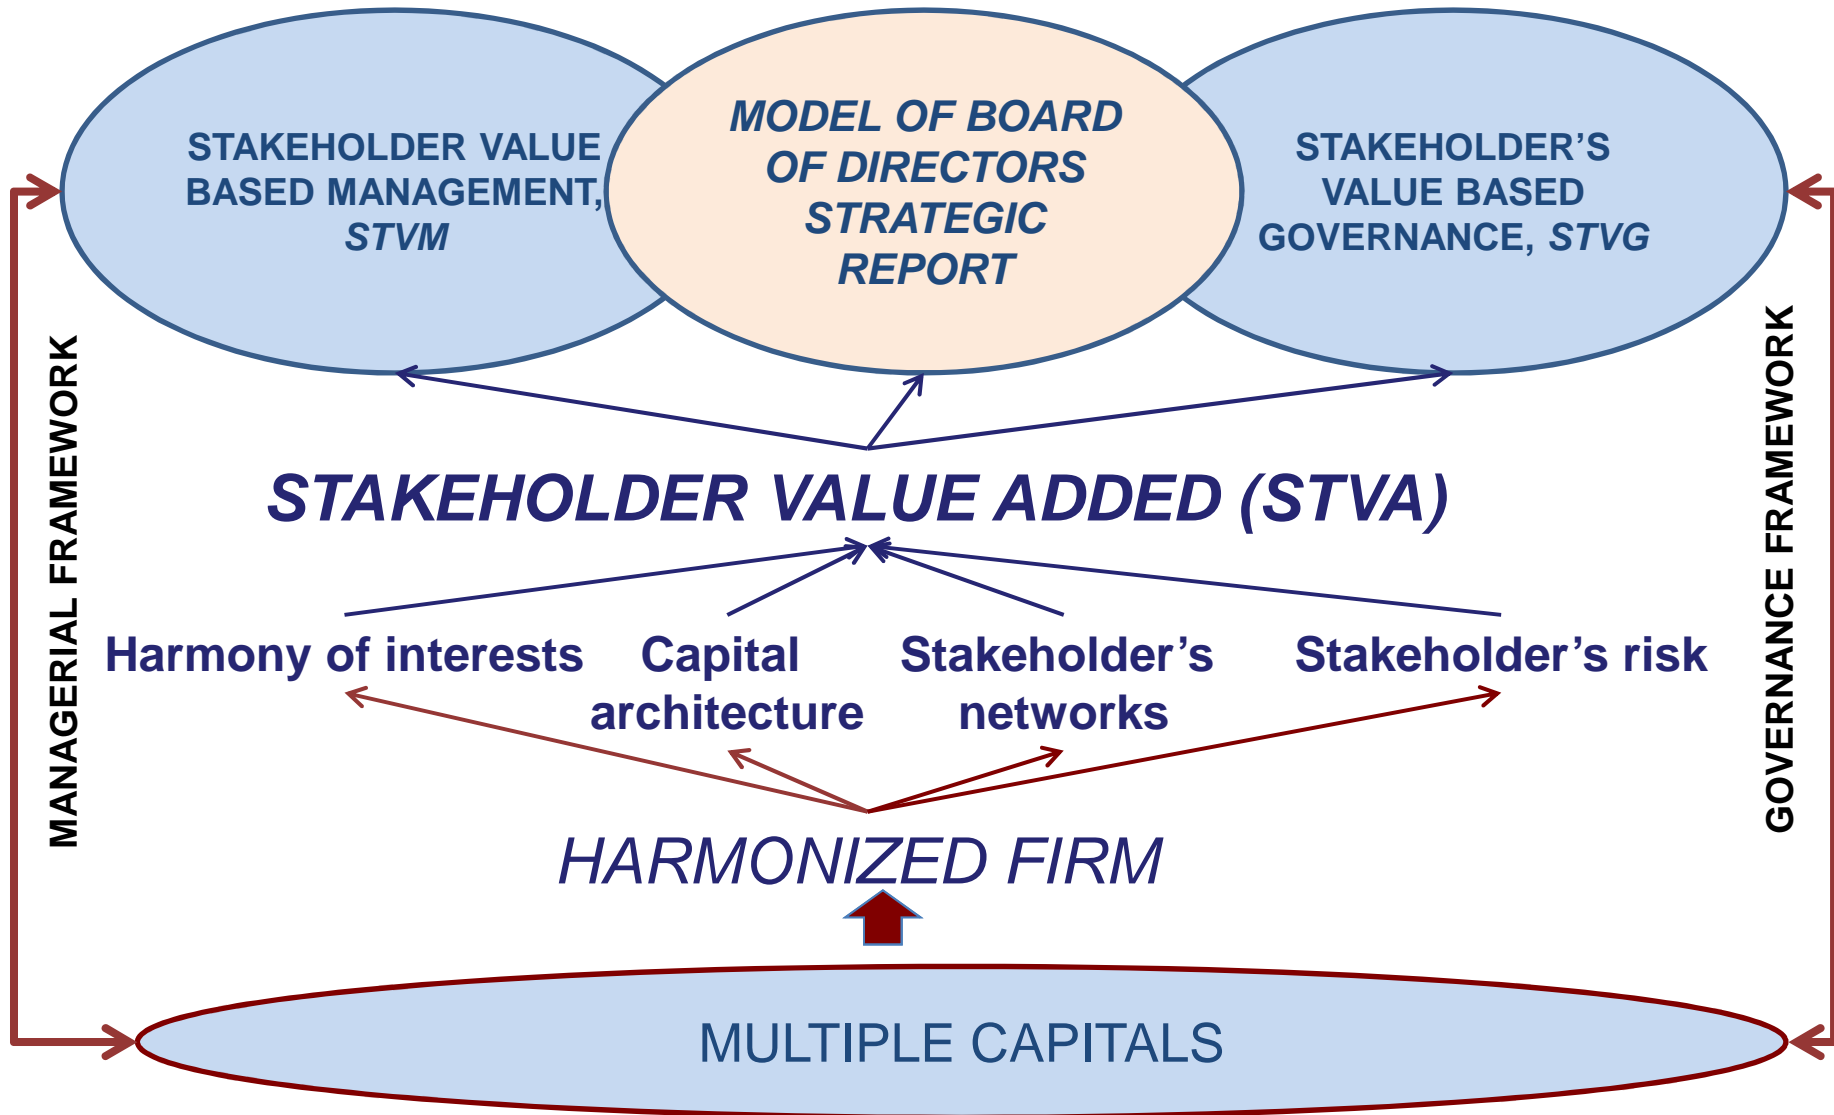 STAKEHOLDER VALUE
BASED MANAGEMENT,
STVM
MODEL OF BOARD
OF DIRECTORS
STRATEGIC
REPORT
STAKEHOLDER’S
VALUE BASED
GOVERNANCE, STVG
MANAGERIAL FRAMEWORK
GOVERNANCE FRAMEWORK
STAKEHOLDER VALUE ADDED (STVA)
Harmony of interests
Capital
architecture
Stakeholder’s
networks
Stakeholder’s risk
HARMONIZED FIRM
MULTIPLE CAPITALS